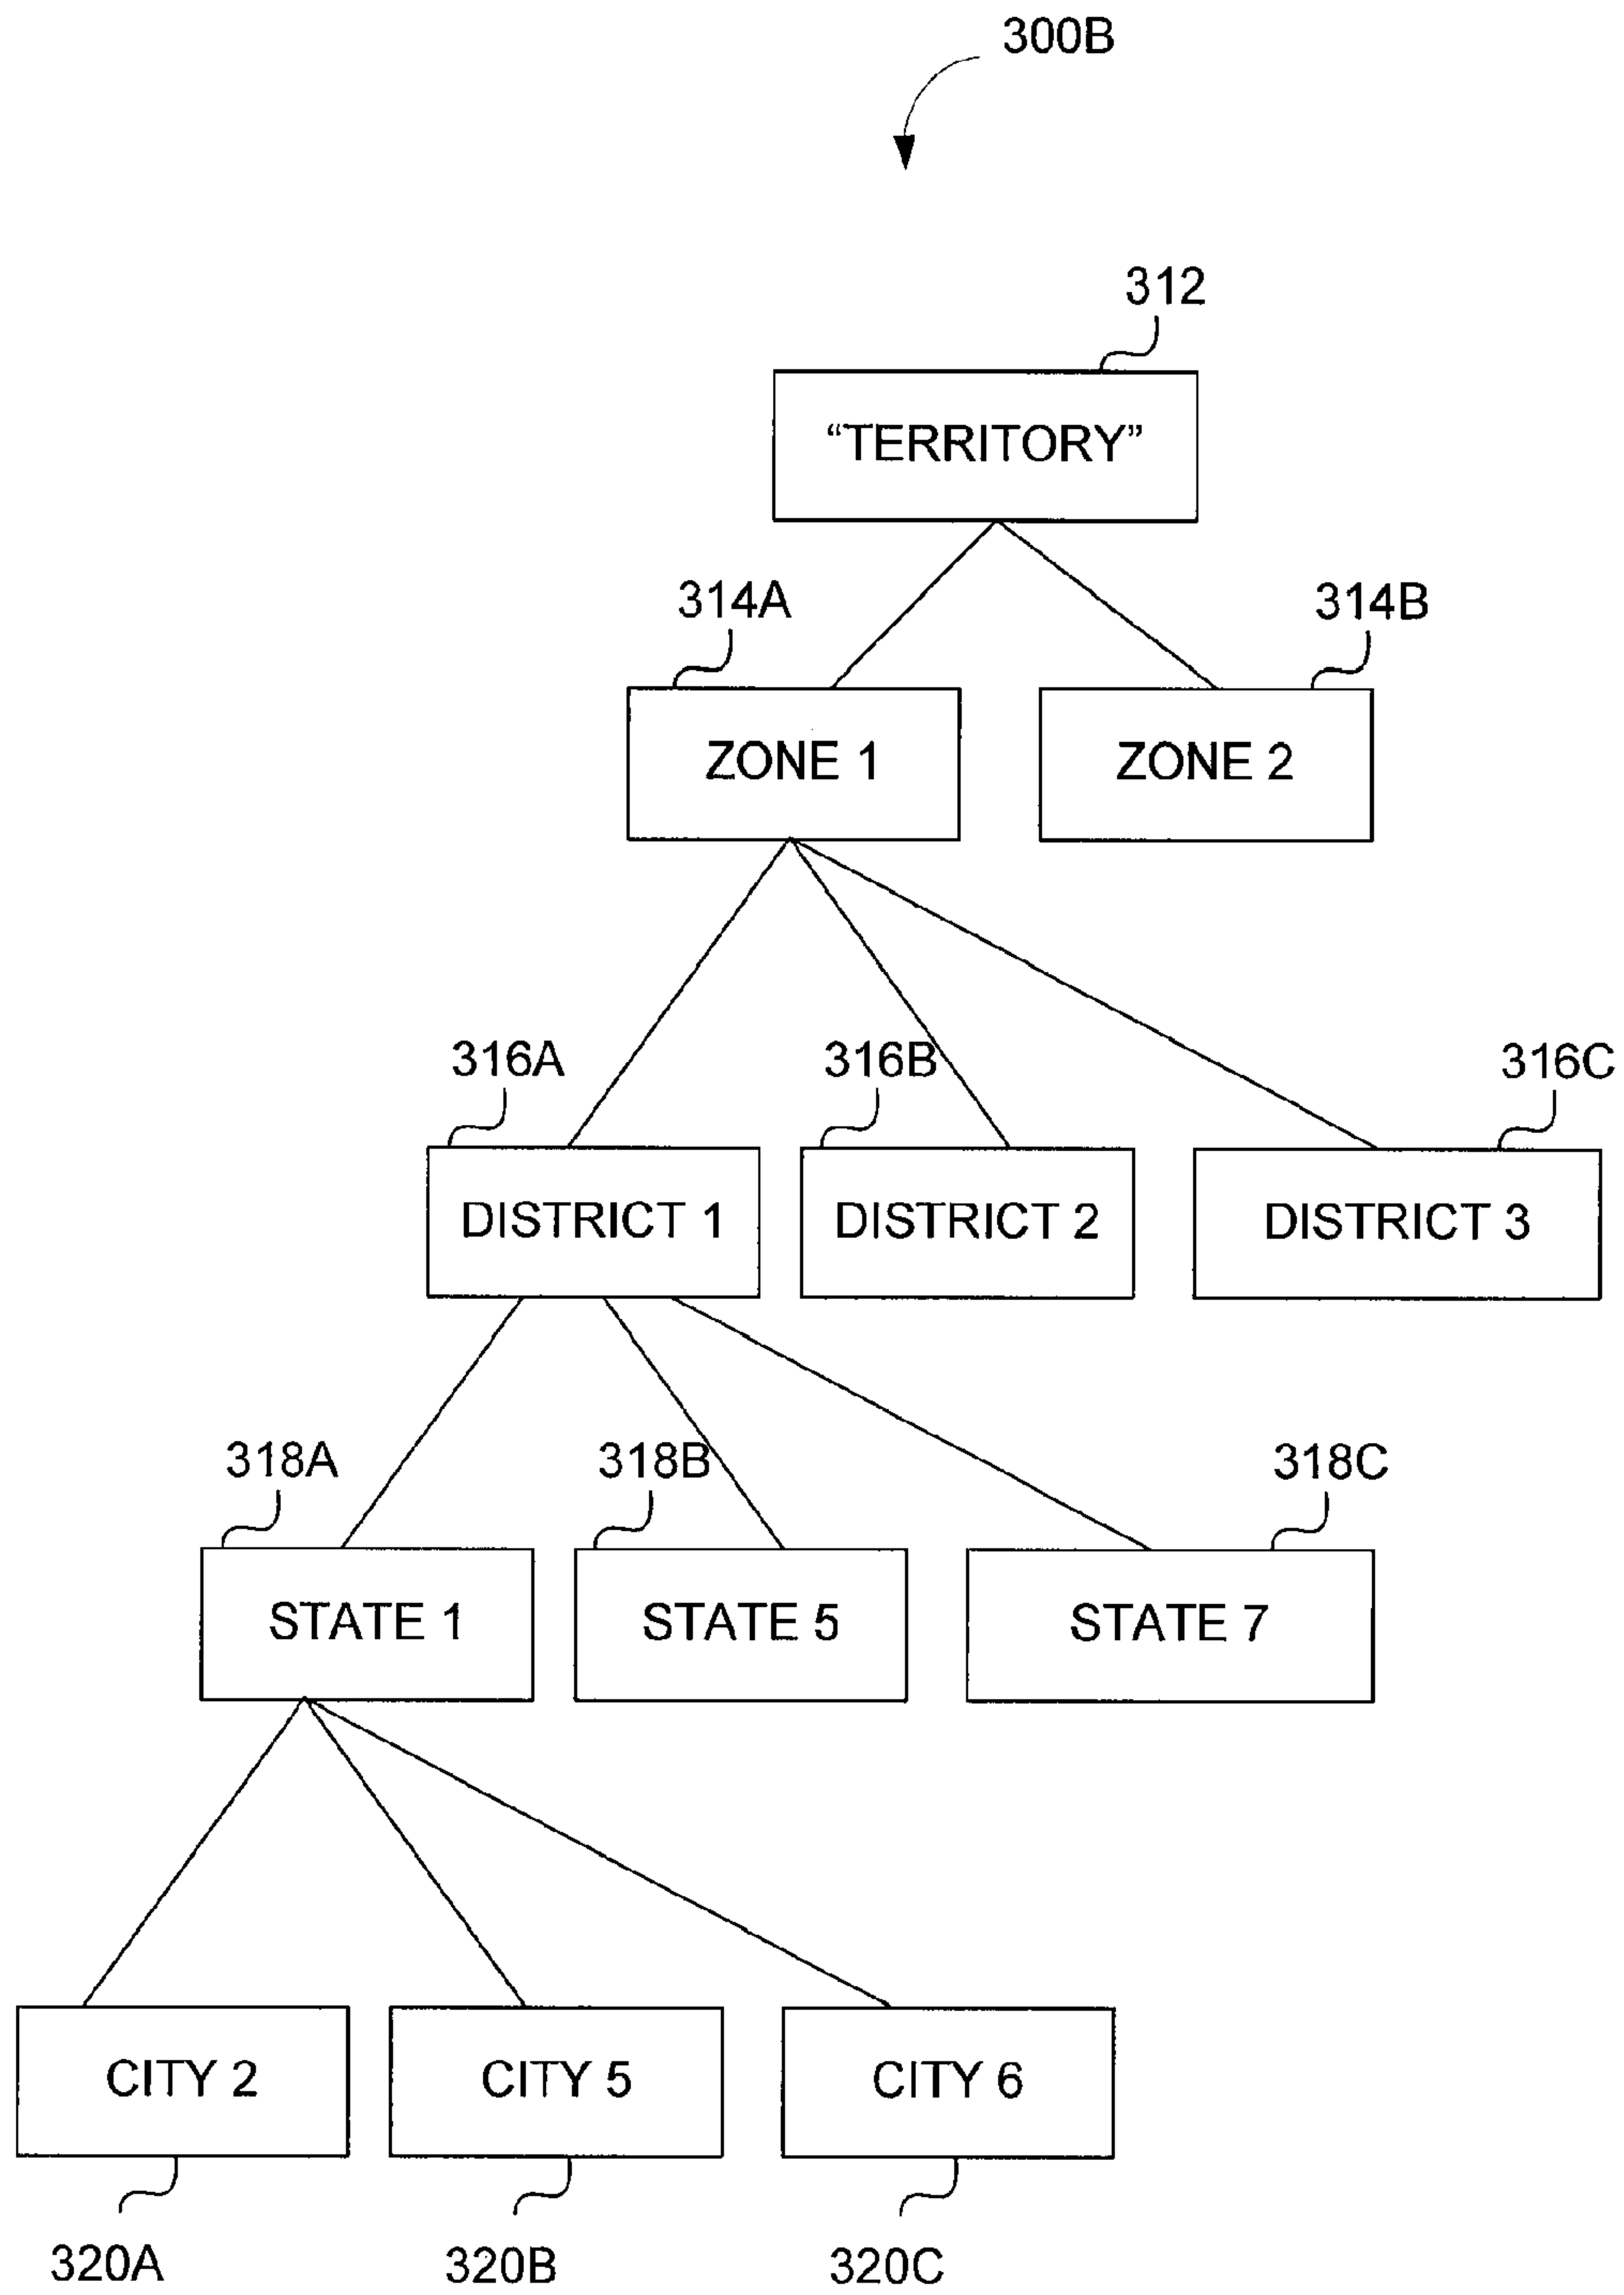 300B
312
“TERRITORY”
314A
314B
ZONE 1
ZONE 2
316A
316B
316C
DISTRICT 1
DISTRICT 2
DISTRICT 3
318A
318B
318C
STATE 1
STATE 5
STATE 7
CITY 2
CITY 5
CITY 6
320A
320B
320C